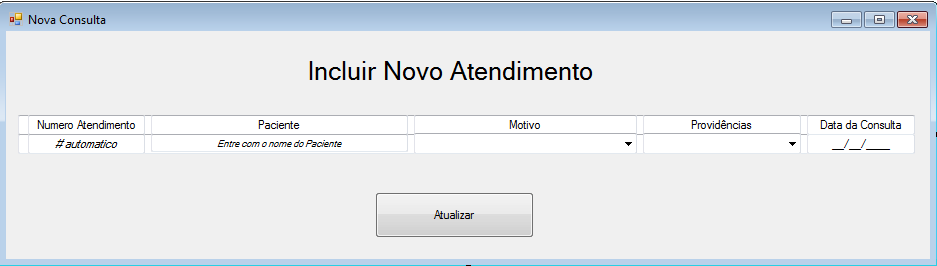 Nova Consulta
Incluir Novo Atendimento
Numero Atendimento Paciente Motivo Providências Data da Consulta
# automatico Entre com o nome do Paciente __/__/____
Atualizar